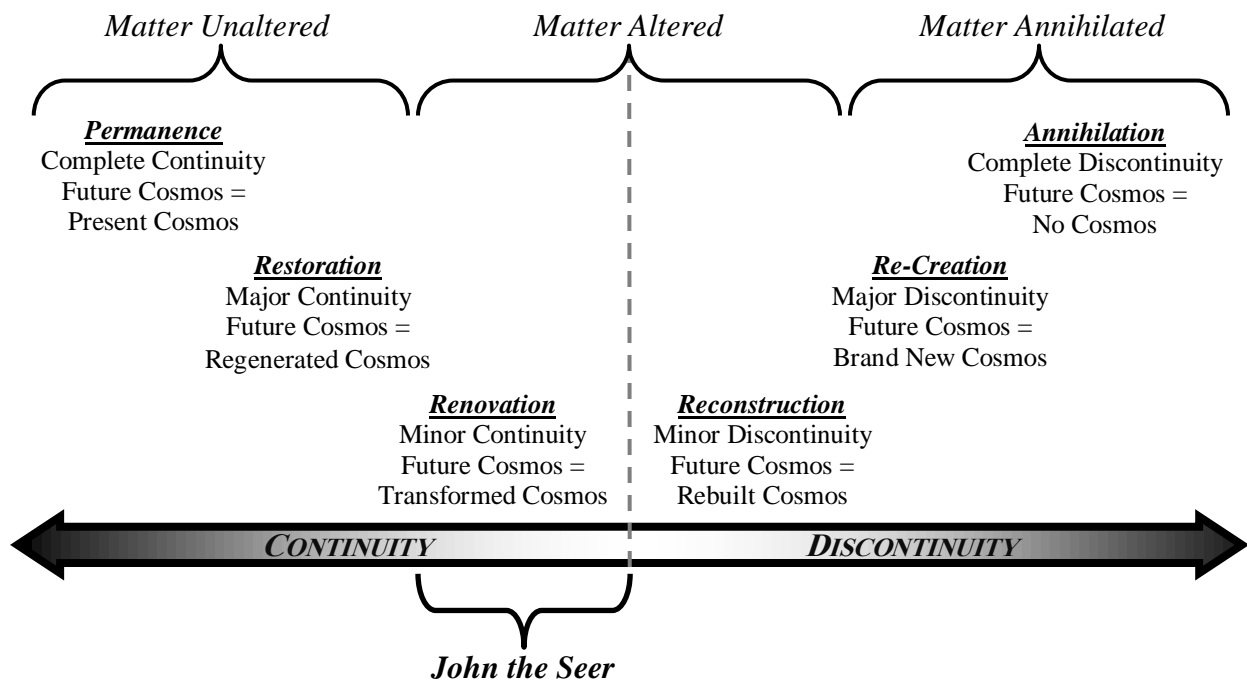 Matter Unaltered
Matter Altered
Matter Annihilated
Permanence
Complete Continuity
Future Cosmos =
Present Cosmos
Annihilation
Complete Discontinuity
Future Cosmos =
No Cosmos
Restoration
Major Continuity
Future Cosmos =
Regenerated Cosmos
Re-Creation
Major Discontinuity
Future Cosmos =
Brand New Cosmos
Renovation
Minor Continuity
Future Cosmos =
Transformed Cosmos
Reconstruction
Minor Discontinuity
Future Cosmos =
Rebuilt Cosmos
CONTINUITY
DISCONTINUITY
John the Seer